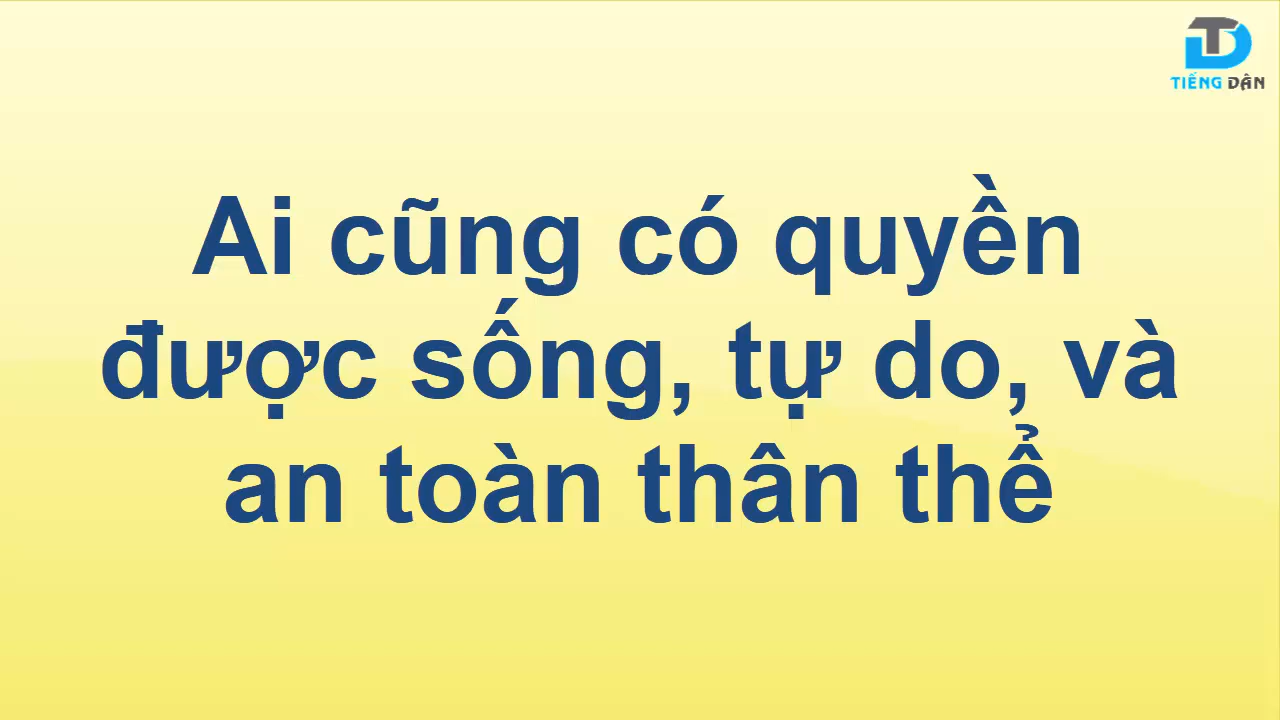 TIẾNG DÂN
Ai cũng có quyền
được sống, tự do, và
an toàn thân thể